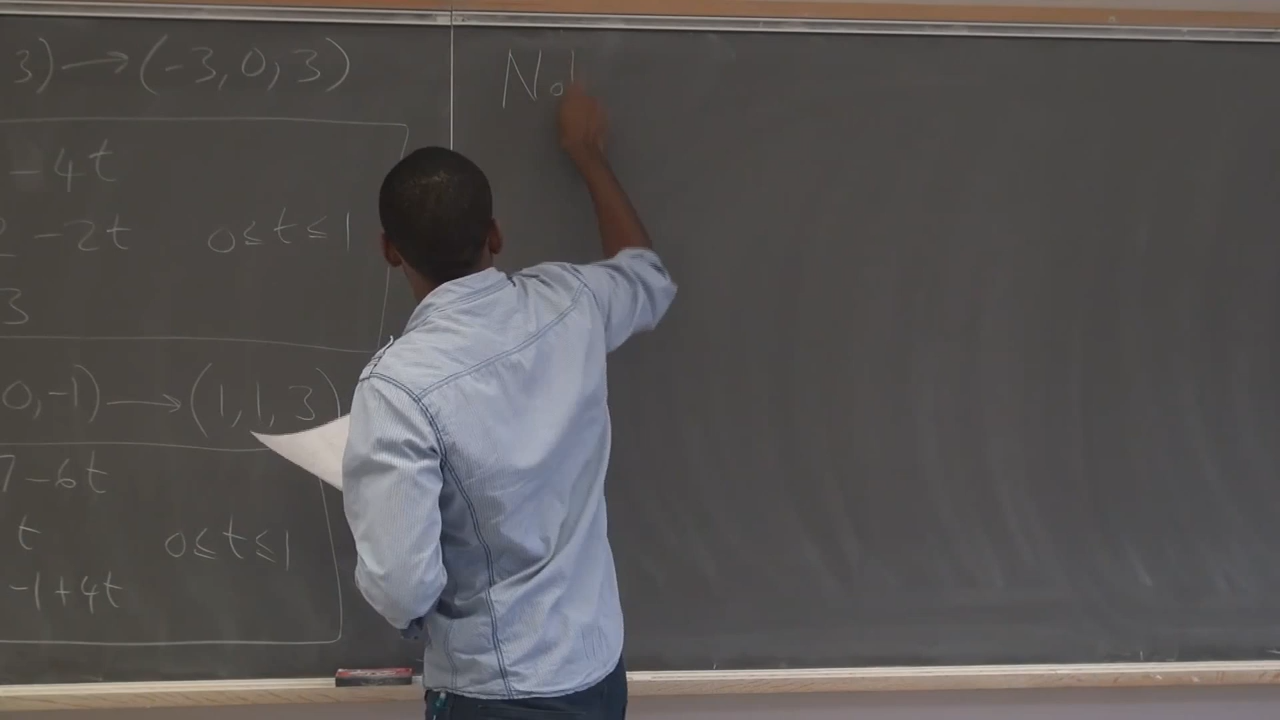 3) → (-3, 0, 3)
- 4t
- 2t 0 ≤ t ≤ 1
3
0, -1) → (1, 1, 3)
7 - 6t
t 0 ≤ t ≤ 1
-1 + 4t
No